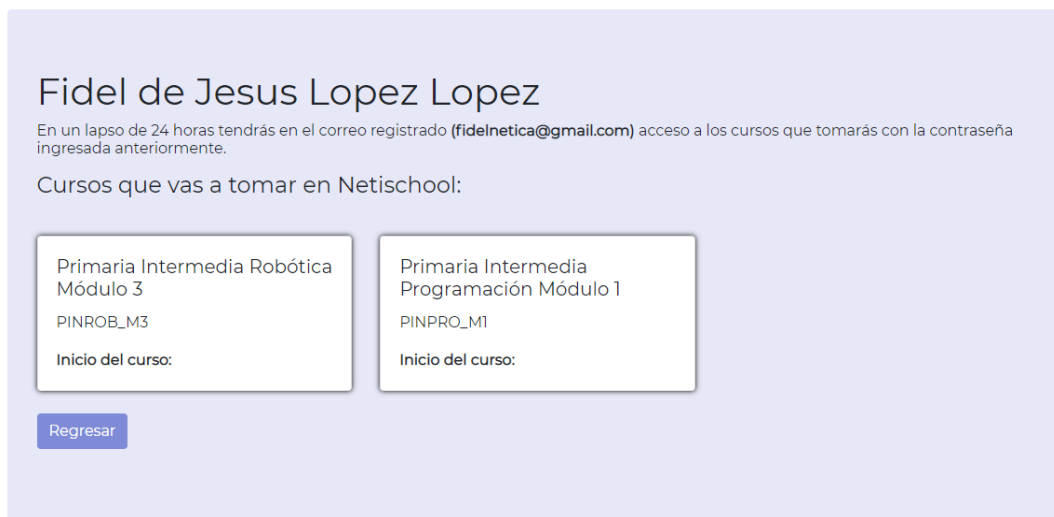 Fidel de Jesus Lopez Lopez
En un lapso de 24 horas tendrás en el correo registrado (fidelnetica@gmail.com) acceso a los cursos que tomarás con la contraseña
ingresada anteriormente.
Cursos que vas a tomar en Netischool:
Primaria Intermedia Robótica
Módulo 3
PINROB_M3
Inicio del curso:
Primaria Intermedia
Programación Módulo 1
PINPRO_M1
Inicio del curso:
Regresar